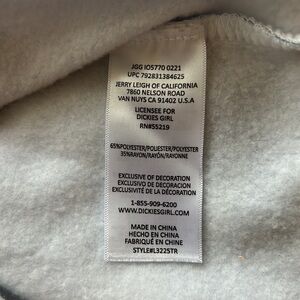 JGG IO5770 0221
UPC 792831384625
JERRY LEIGH OF CALIFORNIA
7860 NELSON ROAD
VAN NUYS CA 91402 U.S.A
LICENSEE FOR
DICKIES GIRL
RN#55219
65%POLYESTER/POLIESTER/POLYESTER
35%RAYON/RAYÓN/RAYONNE
EXCLUSIVE OF DECORATION
EXCLUSIVO DE DECORACIÓN
EXCLUSIF DE LA DÉCORATION
1-855-909-6200
WWW.DICKIESGIRL.COM
MADE IN CHINA
HECHO EN CHINA
FABRIQUÉ EN CHINE
STYLE#L3225TR